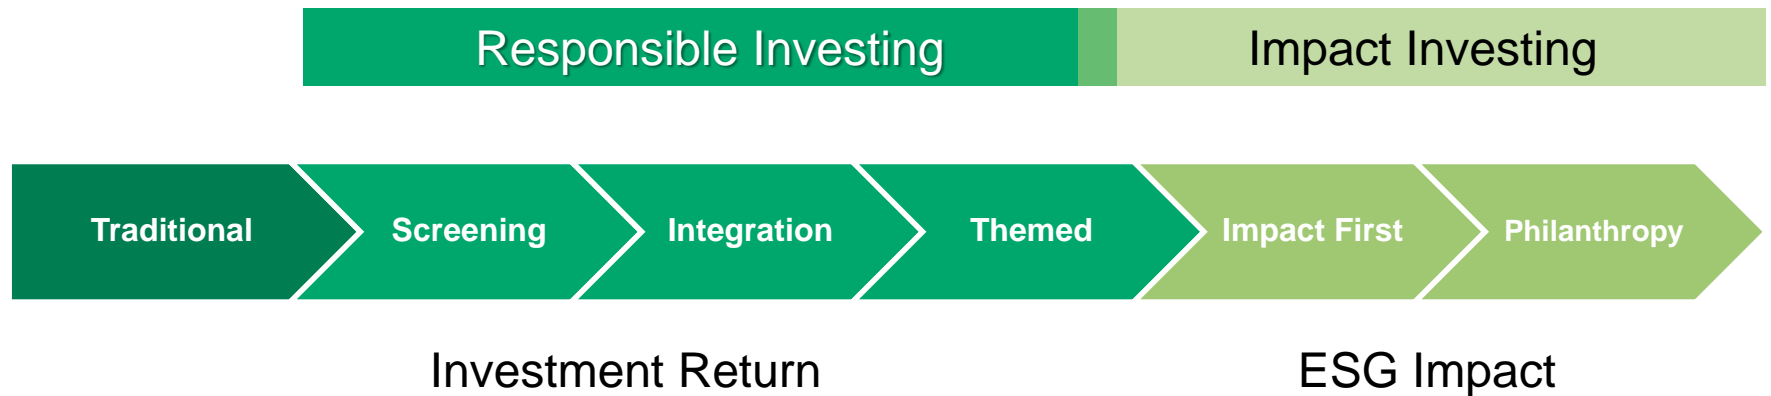 Responsible Investing
Impact Investing
Traditional
Screening
Integration
Themed
Impact First
Philanthropy
Investment Return
ESG Impact